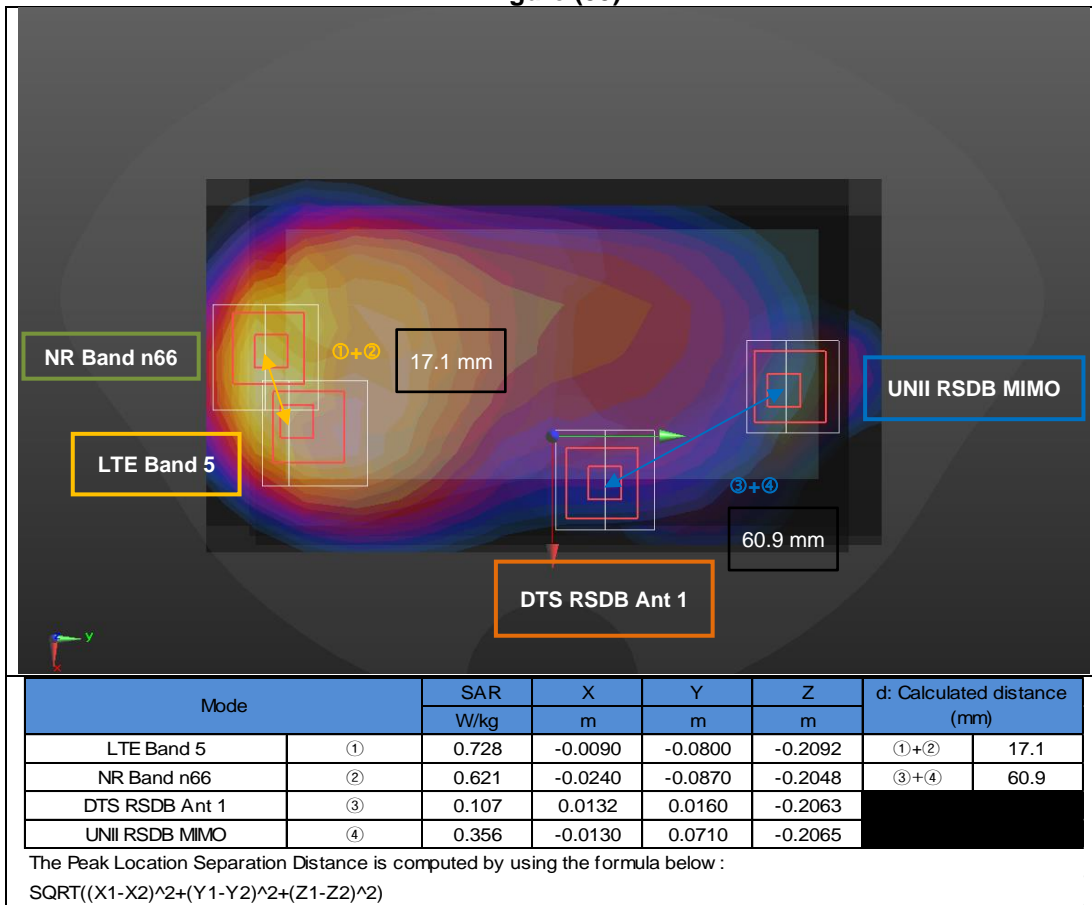 NR Band n66
①+②
17.1 mm
UNII RSDB MIMO
LTE Band 5
③+④
60.9 mm
DTS RSDB Ant 1
y
x
Mode SAR X Y Z d: Calculated distance (mm)
W/kg m m m
LTE Band 5 ① 0.728 -0.0090 -0.0800 -0.2092 ①+② 17.1
NR Band n66 ② 0.621 -0.0240 -0.0870 -0.2048 ③+④ 60.9
DTS RSDB Ant 1 ③ 0.107 0.0132 0.0160 -0.2063
UNII RSDB MIMO ④ 0.356 -0.0130 0.0710 -0.2065
The Peak Location Separation Distance is computed by using the formula below :
SQRT((X1-X2)^2+(Y1-Y2)^2+(Z1-Z2)^2)